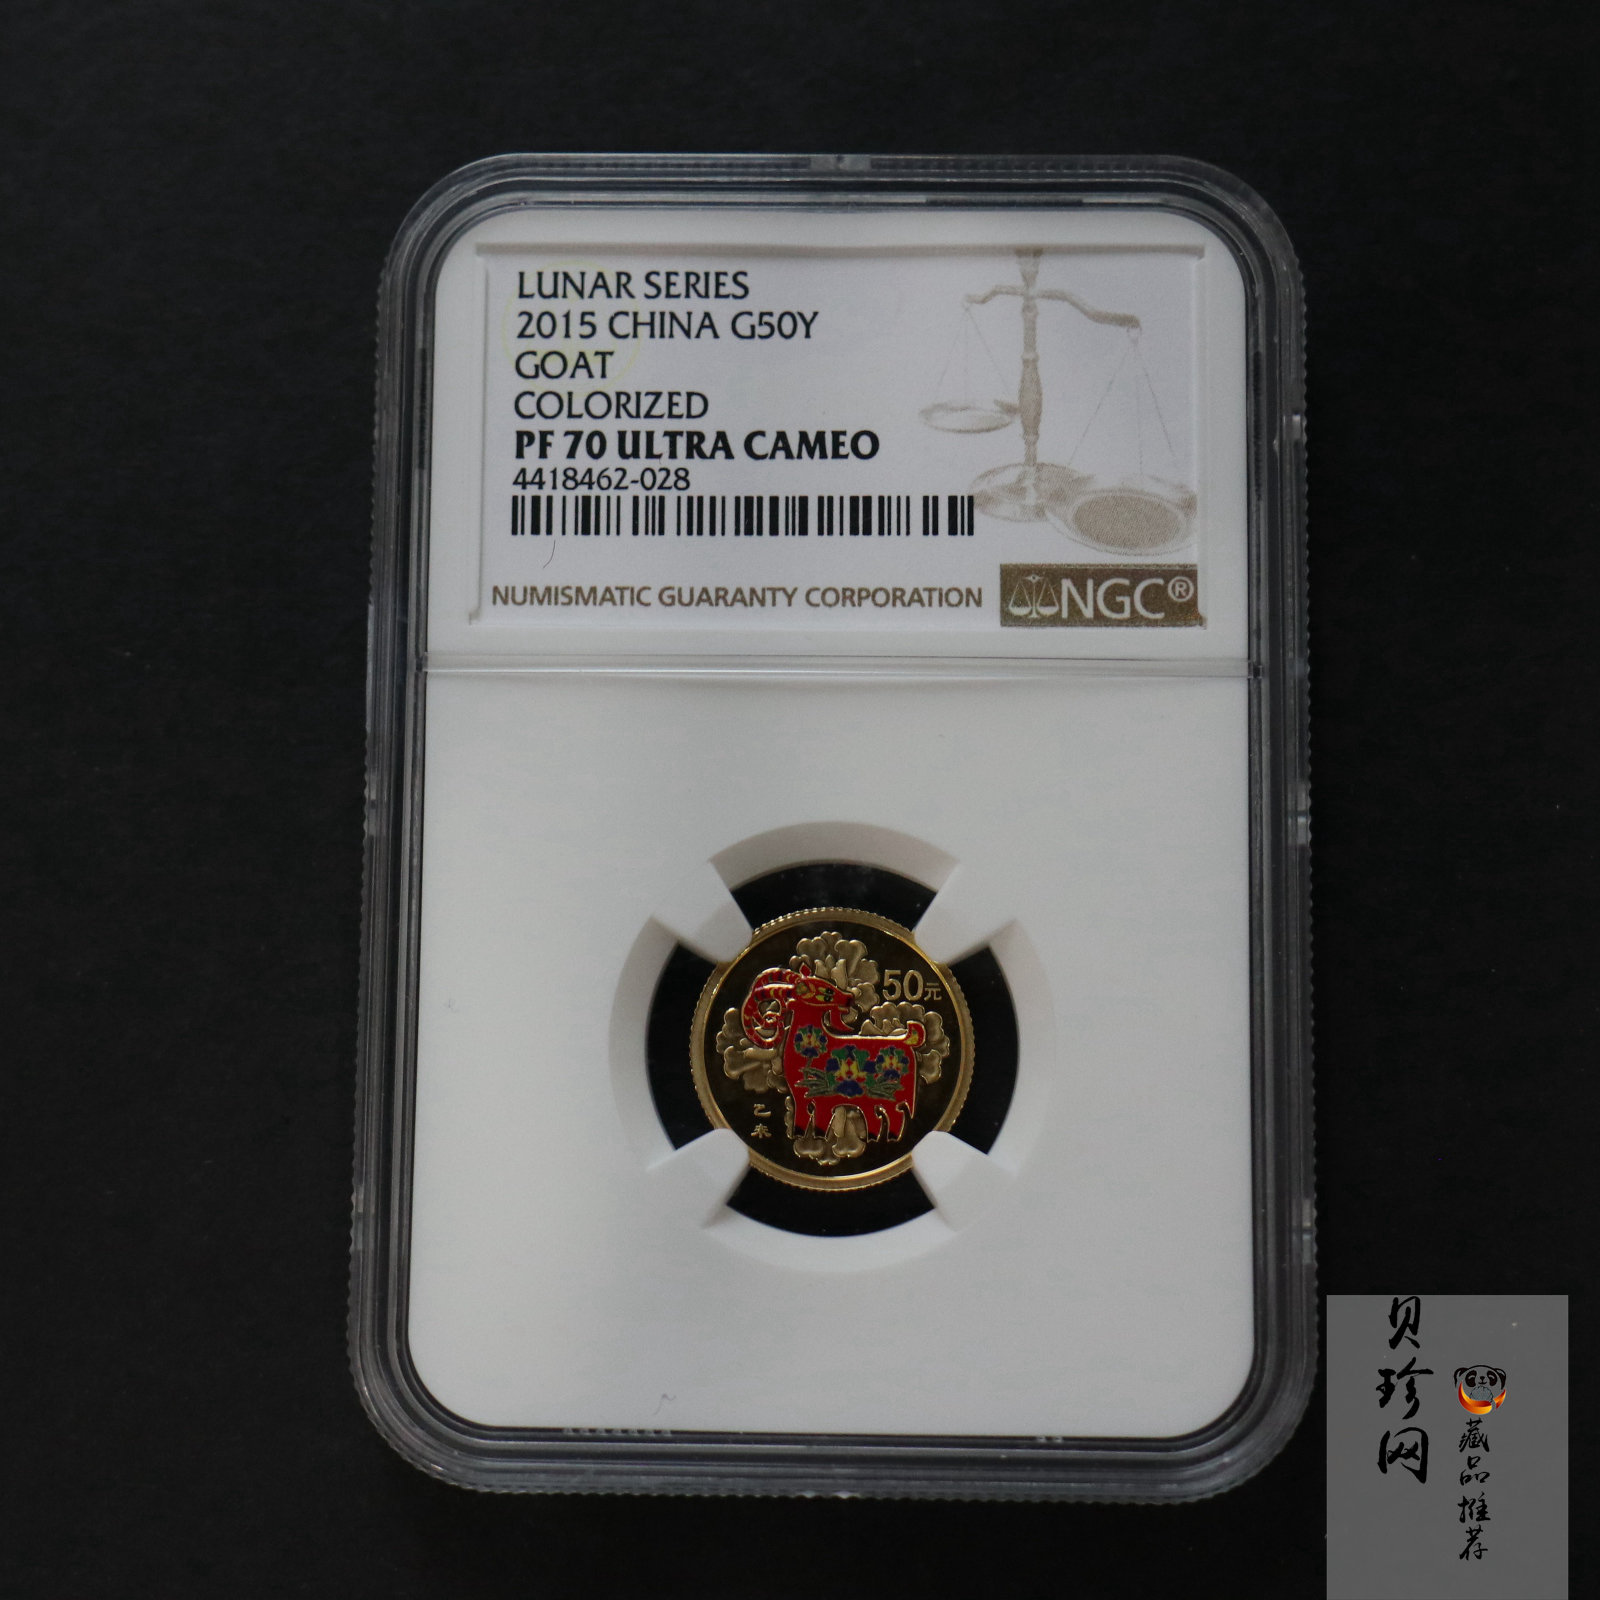 LUNAR SERIES
2015 CHINA G50Y
GOAT
COLORIZED
PF 70 ULTRA CAMEO
4418462-028
NUMISMATIC GUARANTY CORPORATION
NGC®
50元
乙未
贝珍网
藏品推荐